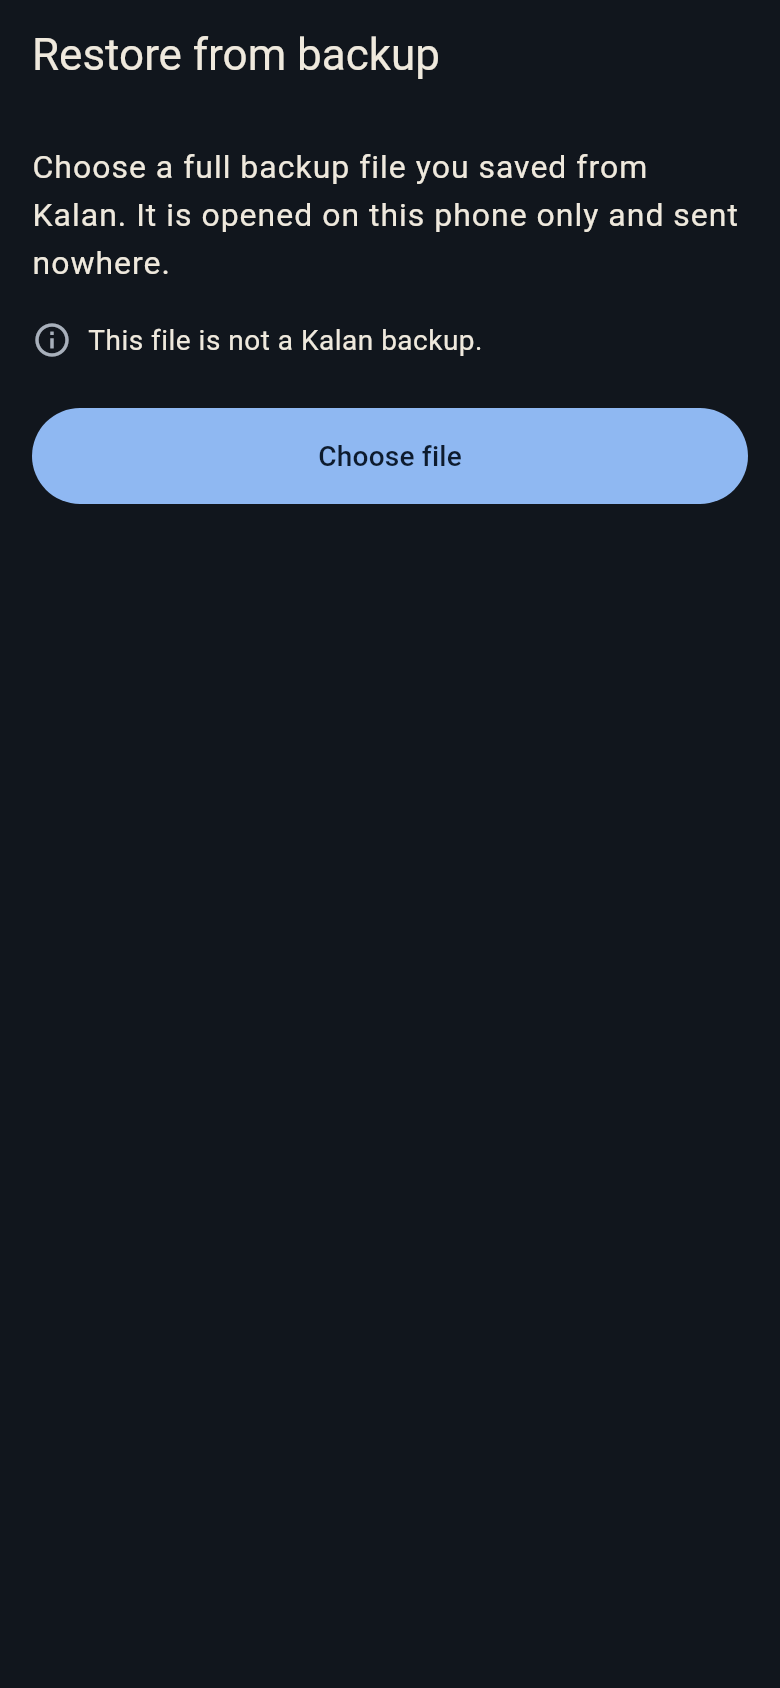 Restore from backup
Choose a full backup file you saved from
Kalan. It is opened on this phone only and sent
nowhere.
This file is not a Kalan backup.
Choose file